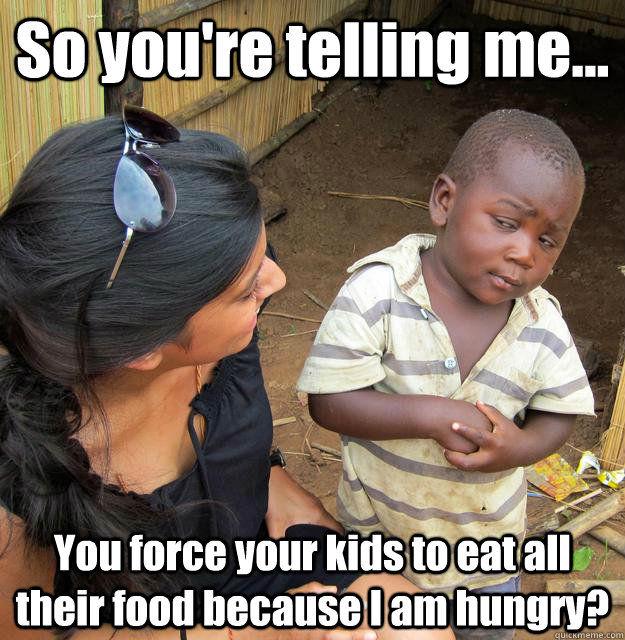 So you're telling me...
You force your kids to eat all
their food because I am hungry?
quickmeme.com